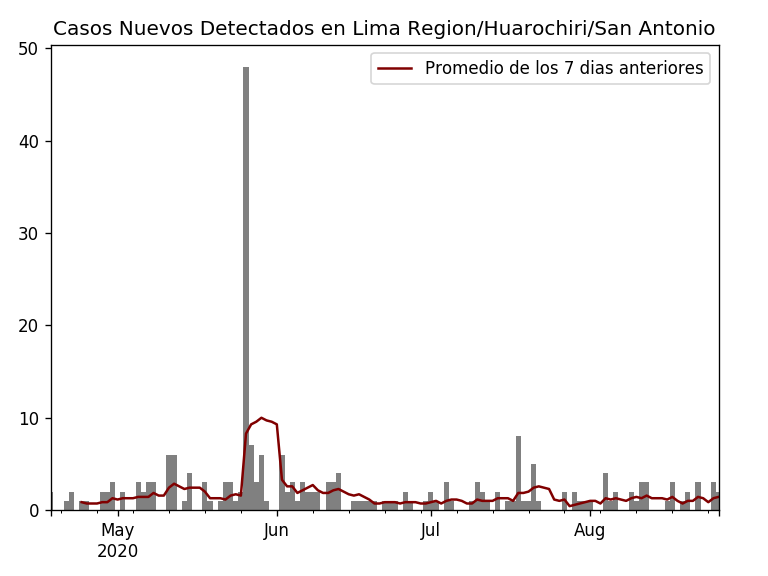 Casos Nuevos Detectados en Lima Region/Huarochiri/San Antonio
Promedio de los 7 dias anteriores
50
40
30
20
10
0
May
2020
Jun
Jul
Aug